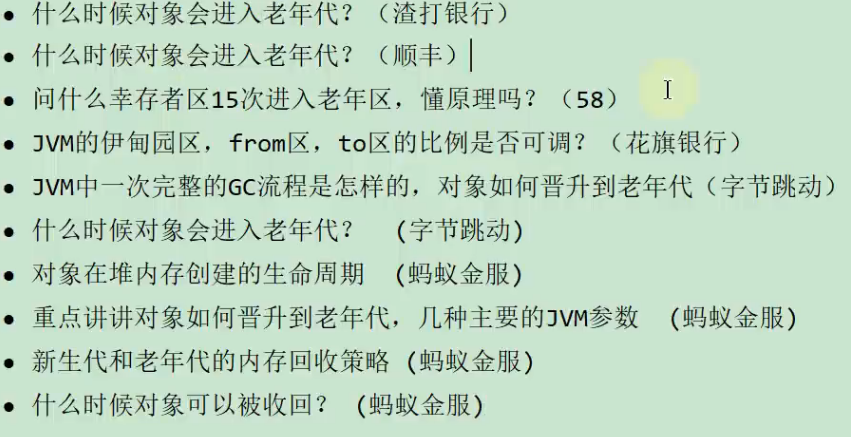 • 什么时候对象会进入老年代？（渣打银行）
• 什么时候对象会进入老年代？（顺丰）
• 问什么幸存者区15次进入老年区，懂原理吗？（58）
• JVM的伊甸园区，from区，to区的比例是否可调？（花旗银行）
• JVM中一次完整的GC流程是怎样的，对象如何晋升到老年代（字节跳动）
• 什么时候对象会进入老年代？ （字节跳动）
• 对象在堆内存创建的生命周期 （蚂蚁金服）
• 重点讲讲对象如何晋升到老年代，几种主要的JVM参数 （蚂蚁金服）
• 新生代和老年代的内存回收策略（蚂蚁金服）
• 什么时候对象可以被收回？（蚂蚁金服）